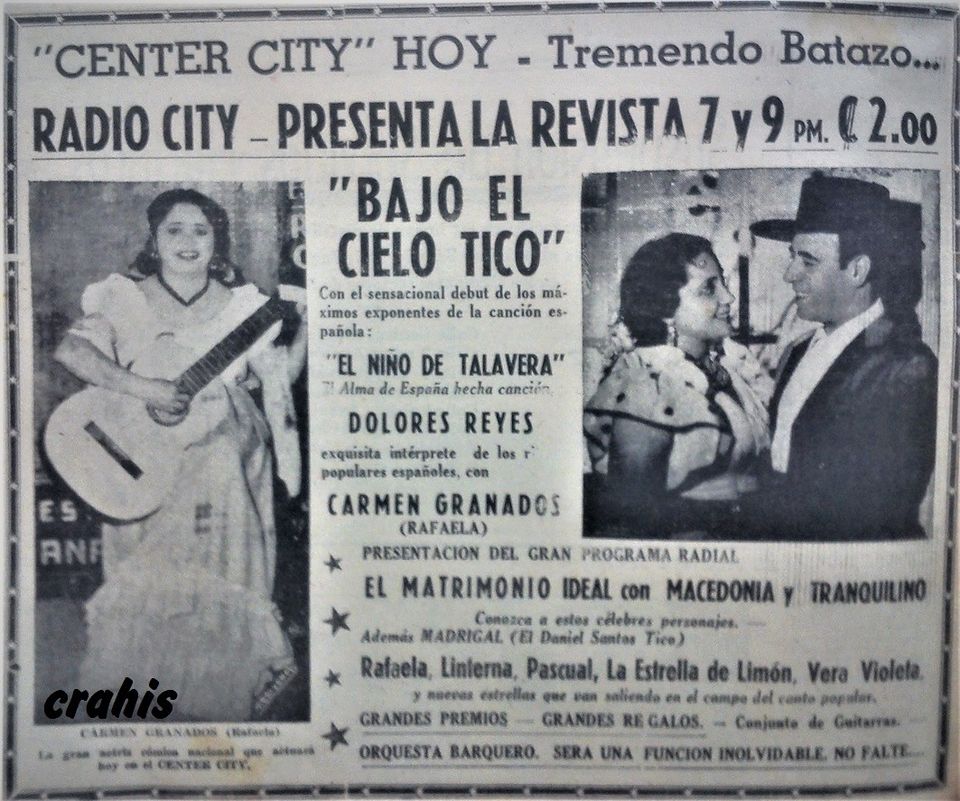 "CENTER CITY" HOY - Tremendo Batazo...
RADIO CITY - PRESENTA LA REVISTA 7 y 9 PM. ₡ 2.00
"BAJO EL
CIELO TICO"
Con el sensacional debut de los má-
ximos exponentes de la canción es-
pañola:
"EL NIÑO DE TALAVERA"
El Alma de España hecha canción,
DOLORES REYES
exquisita intérprete de los
populares españoles, con
CARMEN GRANADOS
(RAFAELA)
PRESENTACION DEL GRAN PROGRAMA RADIAL
EL MATRIMONIO IDEAL con MACEDONIA y TRANQUILINO
Conozca a estos célebres personajes. —
Además MADRIGAL (El Daniel Santos Tico)
Rafaela, Linterna, Pascual, La Estrella de Limón, Vera Violeta,
y nuevas estrellas que van saliendo en el campo del canto popular.
GRANDES PREMIOS — GRANDES REGALOS. — Conjunto de Guitarras.
ORQUESTA BARQUERO. SERA UNA FUNCION INOLVIDABLE. NO FALTE...
ES.
crahis
CARMEN GRANADOS (Rafaela)
La gran actriz cómica nacional que actuará
hoy en el CENTER CITY.